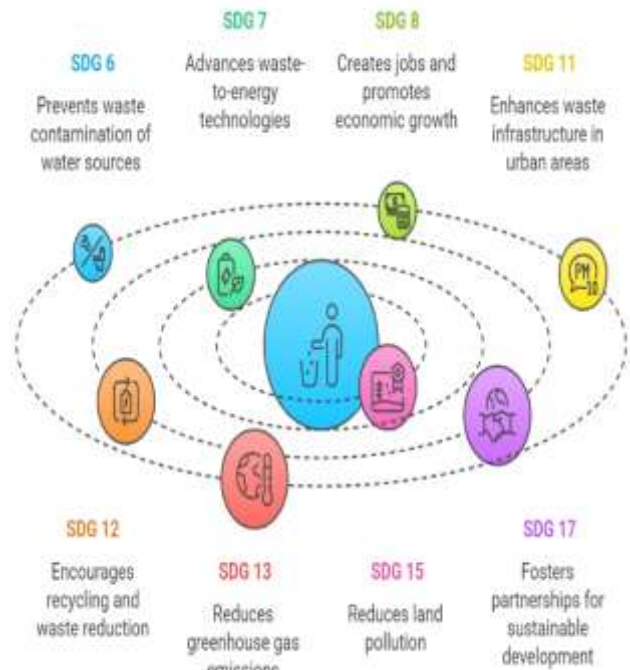 SDG 6
Prevents waste
contamination of
water sources
SDG 7
Advances waste-
to-energy
technologies
SDG 8
Creates jobs and
promotes
economic growth
SDG 11
Enhances waste
infrastructure in
urban areas
PM
10
SDG 12
Encourages
recycling and
waste reduction
SDG 13
Reduces
greenhouse gas
emissions
SDG 15
Reduces land
pollution
SDG 17
Fosters
partnerships for
sustainable
development